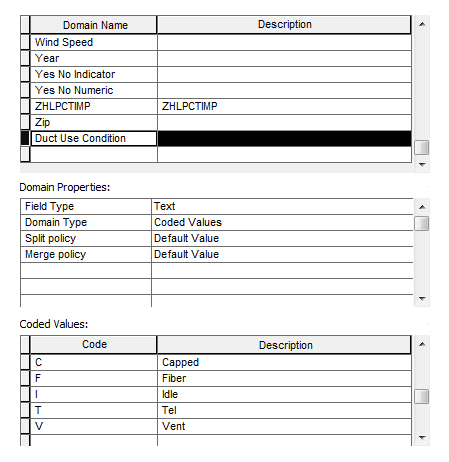 Domain Name Description
Wind Speed
Year
Yes No Indicator
Yes No Numeric
ZHLPCTIMP ZHLPCTIMP
Zip
Duct Use Condition
Domain Properties:
Field Type Text
Domain Type Coded Values
Split policy Default Value
Merge policy Default Value
Coded Values:
Code Description
C Capped
F Fiber
I Idle
T Tel
V Vent